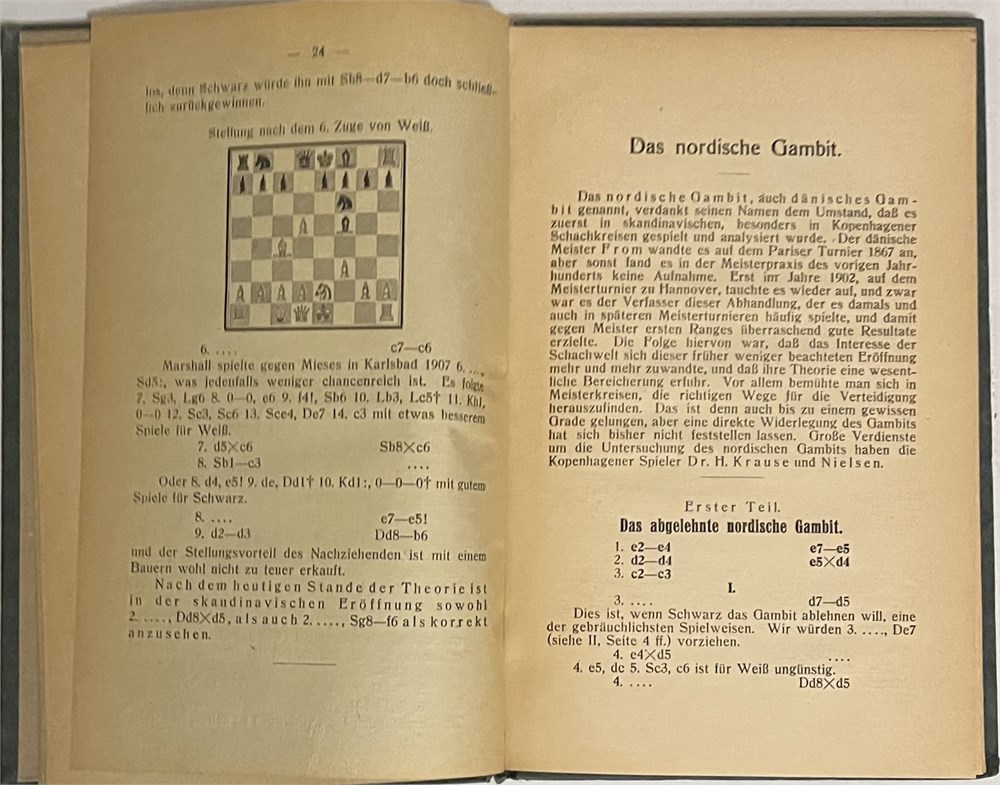 — 24 —
los, denn Schwarz würde ihn mit Sb8—d7—b6 doch schließ-
lich zurückgewinnen.
Stellung nach dem 6. Zuge von Weiß.
6. .... c7—c6
Marshall spielte gegen Mieses in Karlsbad 1907 6. ....,
Sd5:, was jedenfalls weniger chancenreich ist. Es folgte
7. Sg3, Lg6 8. 0—0, e6 9. f4!, Sb6 10. Lb3, Lc5† 11. Kh1,
0—0 12. Sc3, Sc6 13. Sce4, De7 14. c3 mit etwas besserem
Spiele für Weiß.
7. d5×c6 Sb8×c6
8. Sb1—c3 ....
Oder 8. d4, e5! 9. de, Dd1† 10. Kd1:, 0—0—0† mit gutem
Spiele für Schwarz.
8. .... e7—e5!
9. d2—d3 Dd8—b6
und der Stellungsvorteil des Nachziehenden ist mit einem
Bauern wohl nicht zu teuer erkauft.
Nach dem heutigen Stande der Theorie ist
in der skandinavischen Eröffnung sowohl
2. ...., Dd8×d5, als auch 2. ...., Sg8—f6 als korrekt
anzusehen.
Das nordische Gambit.
Das nordische Gambit, auch dänisches Gam-
bit genannt, verdankt seinen Namen dem Umstand, daß es
zuerst in skandinavischen, besonders in Kopenhagener
Schachkreisen gespielt und analysiert wurde. Der dänische
Meister From wandte es auf dem Pariser Turnier 1867 an,
aber sonst fand es in der Meisterpraxis des vorigen Jahr-
hunderts keine Aufnahme. Erst im Jahre 1902, auf dem
Meisterturnier zu Hannover, tauchte es wieder auf, und zwar
war es der Verfasser dieser Abhandlung, der es damals und
auch in späteren Meisterturnieren häufig spielte, und damit
gegen Meister ersten Ranges überraschend gute Resultate
erzielte. Die Folge hiervon war, daß das Interesse der
Schachwelt sich dieser früher weniger beachteten Eröffnung
mehr und mehr zuwandte, und daß ihre Theorie eine wesent-
liche Bereicherung erfuhr. Vor allem bemühte man sich in
Meisterkreisen, die richtigen Wege für die Verteidigung
herauszufinden. Das ist denn auch bis zu einem gewissen
Grade gelungen, aber eine direkte Widerlegung des Gambits
hat sich bisher nicht feststellen lassen. Große Verdienste
um die Untersuchung des nordischen Gambits haben die
Kopenhagener Spieler Dr. H. Krause und Nielsen.
Erster Teil.
Das abgelehnte nordische Gambit.
1. e2—e4 e7—e5
2. d2—d4 e5×d4
3. c2—c3
I.
3. .... d7—d5
Dies ist, wenn Schwarz das Gambit ablehnen will, eine
der gebräuchlichsten Spielweisen. Wir würden 3. ...., De7
(siehe II, Seite 4 ff.) vorziehen.
4. e4×d5 ....
4. e5, dc 5. Sc3, c6 ist für Weiß ungünstig.
4. .... Dd8×d5